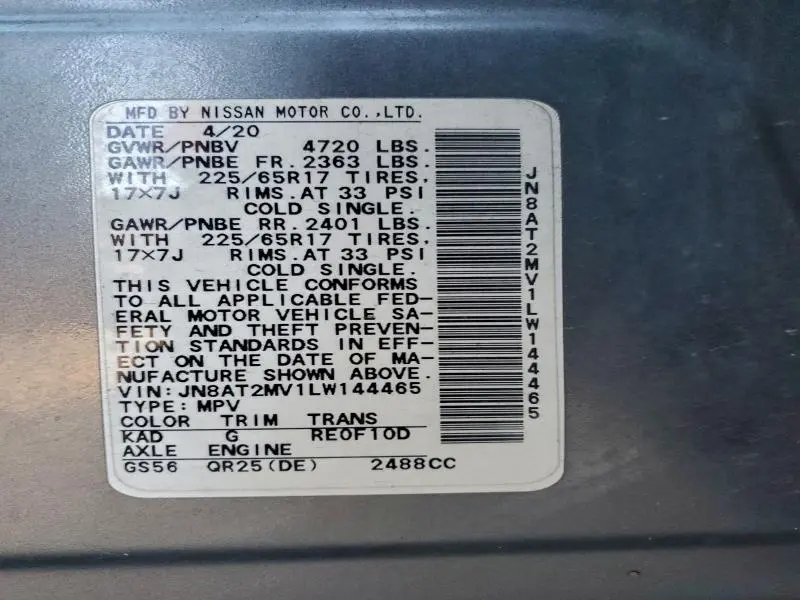 MFD BY NISSAN MOTOR CO.,LTD.
DATE 4/20
GVWR/PNBV 4720 LBS.
GAWR/PNBE FR.2363 LBS.
WITH 225/65R17 TIRES.
17×7J RIMS.AT 33 PSI
COLD SINGLE.
GAWR/PNBE RR.2401 LBS.
WITH 225/65R17 TIRES.
17×7J RIMS.AT 33 PSI
COLD SINGLE.
THIS VEHICLE CONFORMS
TO ALL APPLICABLE FED-
ERAL MOTOR VEHICLE SA-
FETY AND THEFT PREVEN-
TION STANDARDS IN EFF-
ECT ON THE DATE OF MA-
NUFACTURE SHOWN ABOVE.
VIN:JN8AT2MV1LW144465
TYPE:MPV
COLOR TRIM TRANS
KAD G RE0F10D
AXLE ENGINE
GS56 QR25(DE) 2488CC
JN8AT2MV1LW144465